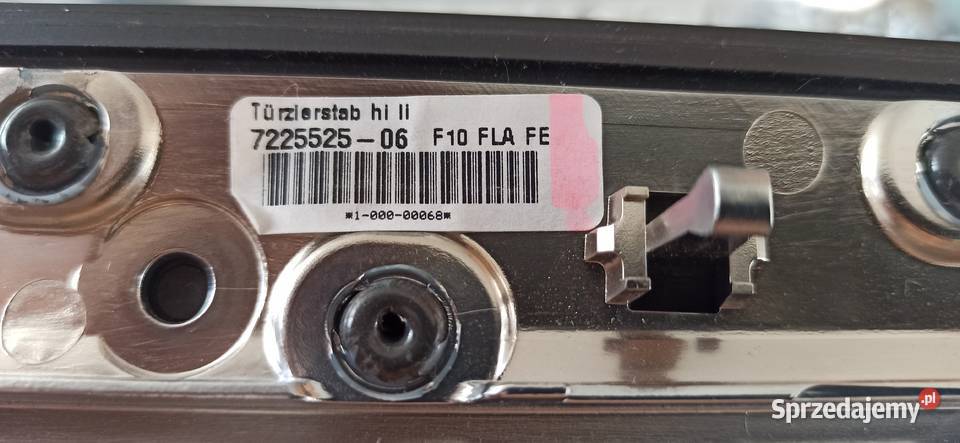 Türzierstab hi li
7225525-06 F10 FLA FE
*1-000-00068*
Sprzedajemy.pl